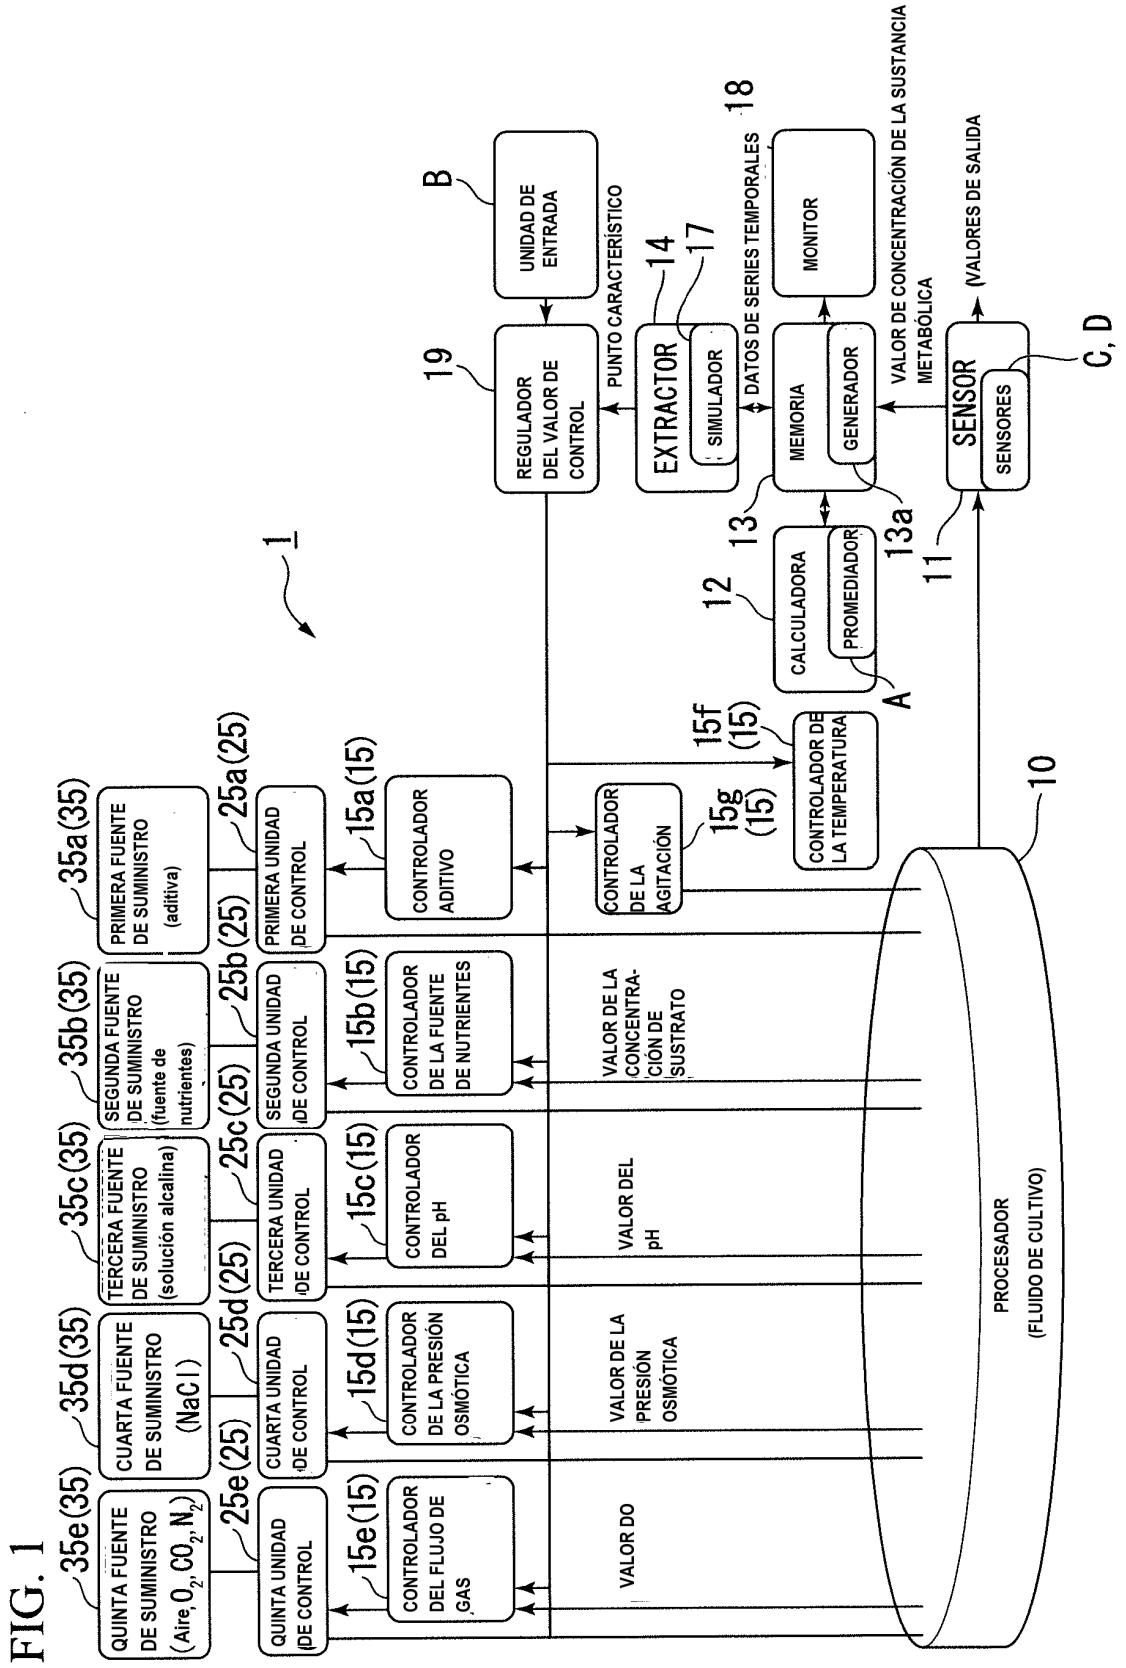 FIG. 1
1
35e(35)
QUINTA FUENTE
DE SUMINISTRO
(Aire, O2, CO2, N2)
35d(35)
CUARTA FUENTE
DE SUMINISTRO
(NaCl)
35c(35)
TERCERA FUENTE
DE SUMINISTRO
(solución alcalina)
35b(35)
SEGUNDA FUENTE
DE SUMINISTRO
(fuente de
nutrientes)
35a(35)
PRIMERA FUENTE
DE SUMINISTRO
(aditiva)
25e(25)
QUINTA UNIDAD
DE CONTROL
25d(25)
CUARTA UNIDAD
DE CONTROL
25c(25)
TERCERA UNIDAD
DE CONTROL
25b(25)
SEGUNDA UNIDAD
DE CONTROL
25a(25)
PRIMERA UNIDAD
DE CONTROL
15e(15)
CONTROLADOR
DEL FLUJO DE
GAS
15d(15)
CONTROLADOR
DE LA PRESIÓN
OSMÓTICA
15c(15)
CONTROLADOR
DEL pH
15b(15)
CONTROLADOR
DE LA FUENTE
DE NUTRIENTES
15a(15)
CONTROLADOR
ADITIVO
VALOR DO
VALOR DE LA
PRESIÓN
OSMÓTICA
VALOR DEL
pH
VALOR DE LA
CONCENTRA-
CIÓN DE
SUSTRATO
CONTROLADOR
DE LA
AGITACIÓN
15g
(15)
15f
(15)
CONTROLADOR DE
LA TEMPERATURA
19
REGULADOR
DEL VALOR DE
CONTROL
B
UNIDAD DE
ENTRADA
PUNTO CARACTERÍSTICO
EXTRACTOR
14
SIMULADOR
17
DATOS DE SERIES TEMPORALES
12
CALCULADORA
PROMEDIADOR
A
13
MEMORIA
GENERADOR
13a
18
MONITOR
VALOR DE CONCENTRACIÓN DE LA SUSTANCIA
METABÓLICA
11
SENSOR
SENSORES
C, D
(VALORES DE SALIDA
10
PROCESADOR
(FLUIDO DE CULTIVO)